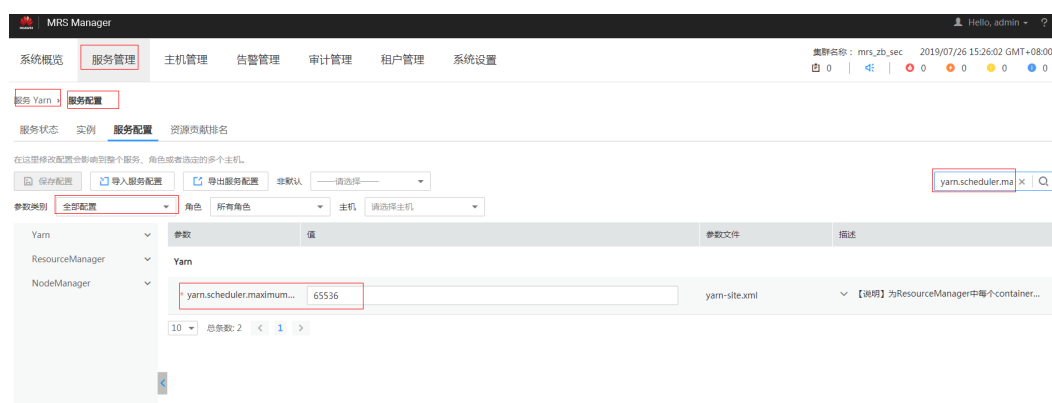 MRS Manager Hello, admin ?
系统概览 服务管理 主机管理 告警管理 审计管理 租户管理 系统设置 集群名称： mrs_zb_sec 2019/07/26 15:26:02 GMT+08:00
0 0 0 0 0
服务 Yarn › 服务配置
服务状态 实例 服务配置 资源贡献排名
在这里修改配置会影响到整个服务、角色或者选定的多个主机。
保存配置 导入服务配置 导出服务配置 非默认 ——请选择—— yarn.scheduler.ma ×
参数类别 全部配置 角色 所有角色 主机 请选择主机
Yarn 参数 值 参数文件 描述
ResourceManager Yarn
NodeManager * yarn.scheduler.maximum... 65536 yarn-site.xml 【说明】为ResourceManager中每个container...
10 总条数: 2 < 1 >